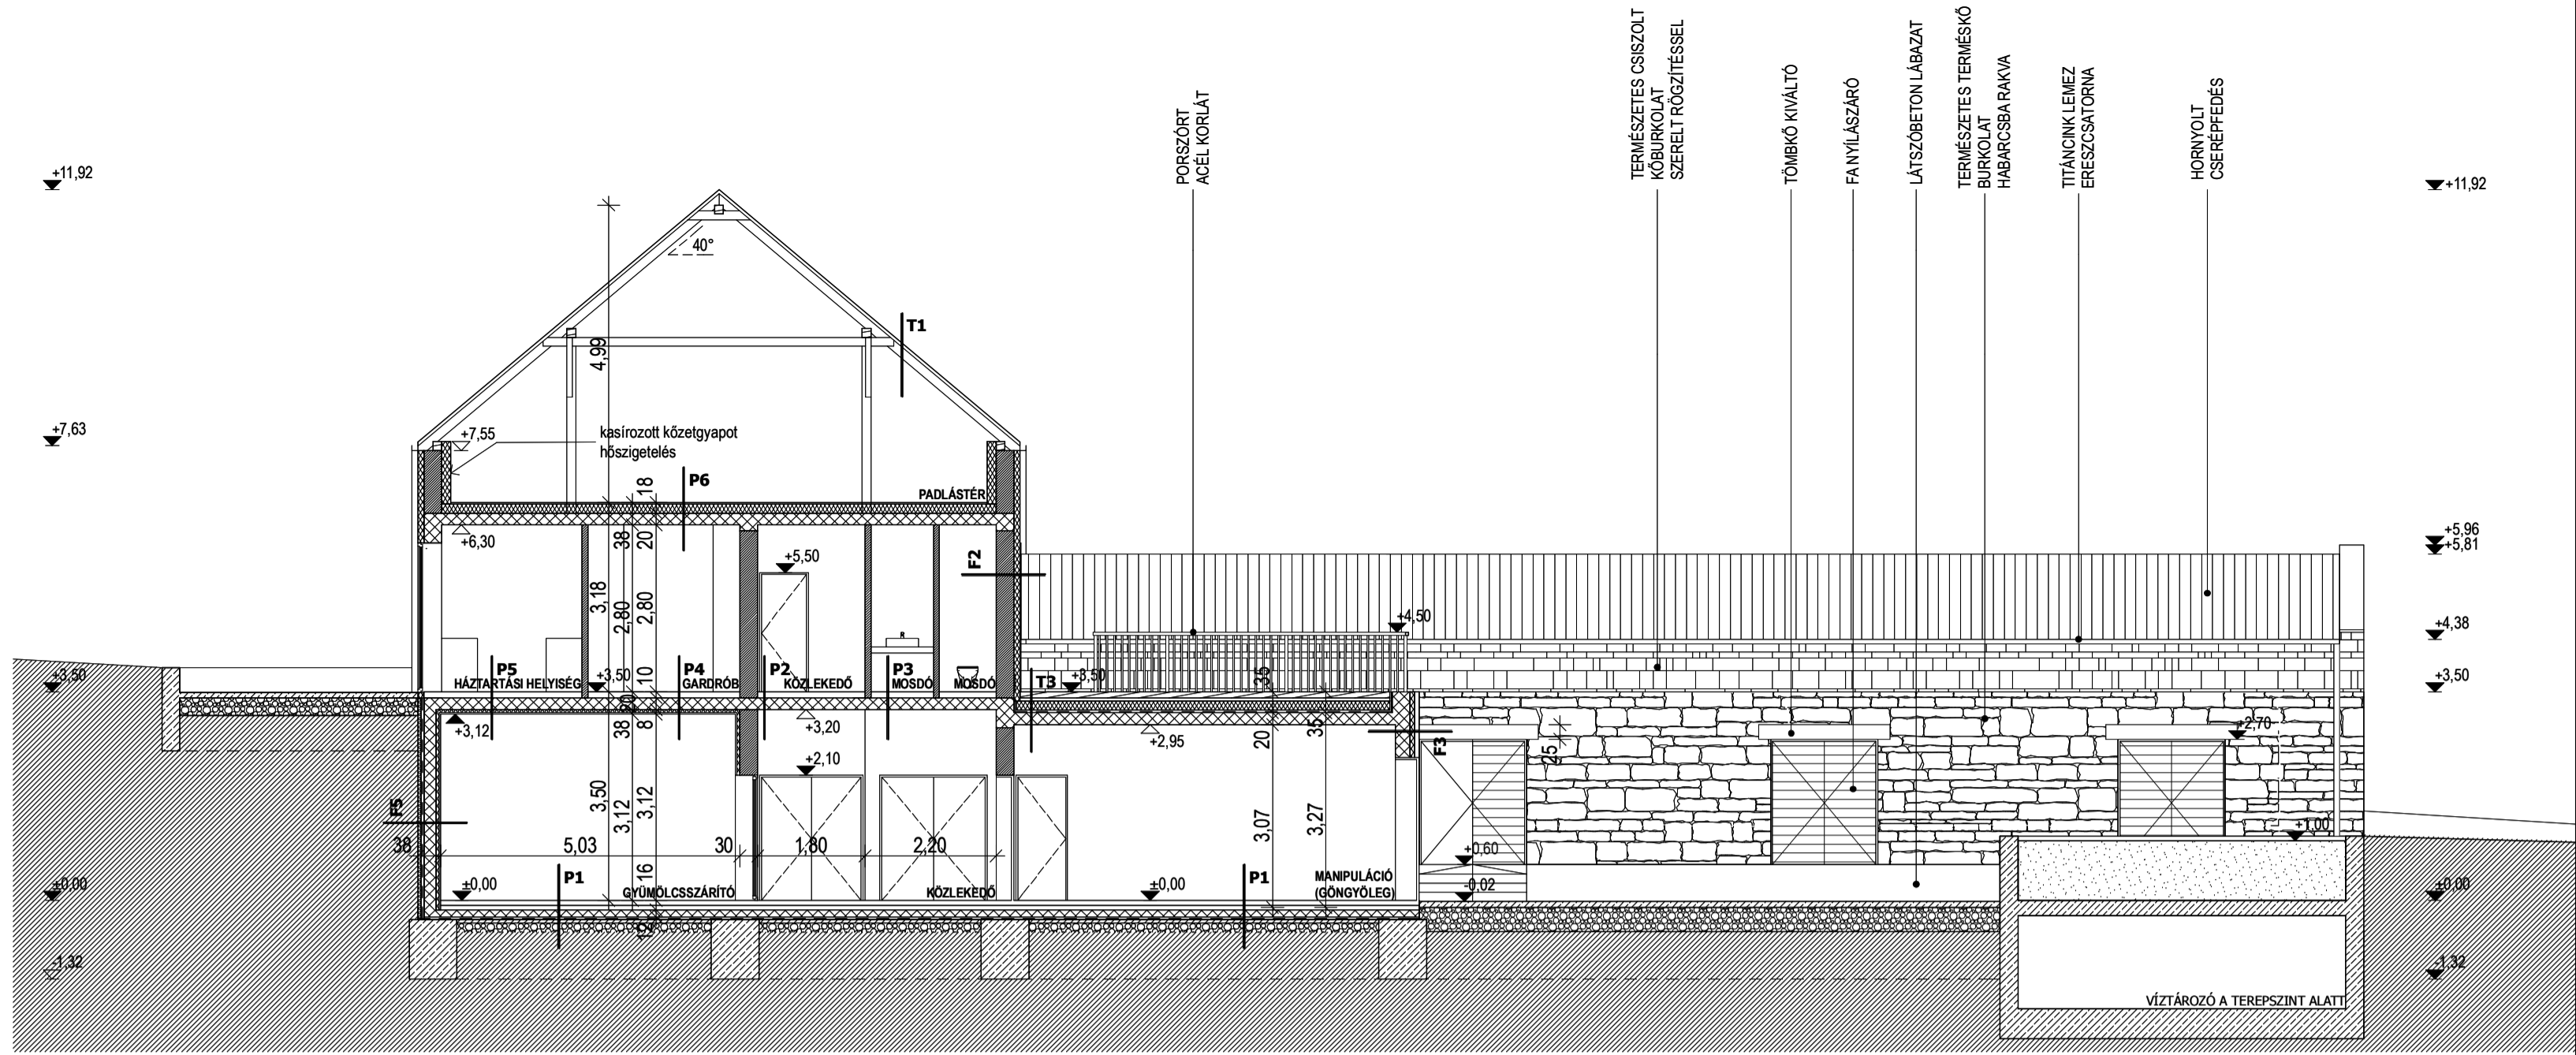 PORSZÓRT
ACÉL KORLÁT
TERMÉSZETES CSISZOLT
KŐBURKOLAT
SZERELT RÖGZÍTÉSSEL
TÖMBKŐ KIVÁLTÓ
FA NYÍLÁSZÁRÓ
LÁTSZÓBETON LÁBAZAT
TERMÉSZETES TERMÉSKŐ
BURKOLAT
HABARCSBA RAKVA
TITÁNCINK LEMEZ
ERESZCSATORNA
HORNYOLT
CSERÉPFEDÉS
+11,92
+11,92
40°
T1
4,99
+7,63
+7,55
kasírozott kőzetgyapot
hőszigetelés
P6
18
PADLÁSTÉR
+6,30
38
20
+5,50
F2
+5,96
+5,81
3,18
2,80
2,80
R
+4,50
+4,38
+3,50
P5
HÁZTARTÁSI HELYISÉG
+3,50
P4
GARDRÓB
10
P2
KÖZLEKEDŐ
P3
MOSDÓ
MOSDÓ
T3
+3,50
35
+3,50
+3,12
38
8
+3,20
+2,95
20
35
F3
25
+2,70
+2,10
3,50
3,12
3,12
3,07
3,27
F5
38
5,03
30
1,80
2,20
+0,60
+1,00
±0,00
±0,00
P1
16
GYÜMÖLCSSZÁRÍTÓ
KÖZLEKEDŐ
±0,00
P1
MANIPULÁCIÓ
(GÖNGYÖLEG)
-0,02
±0,00
12
-1,32
-1,32
VÍZTÁROZÓ A TEREPSZINT ALATT